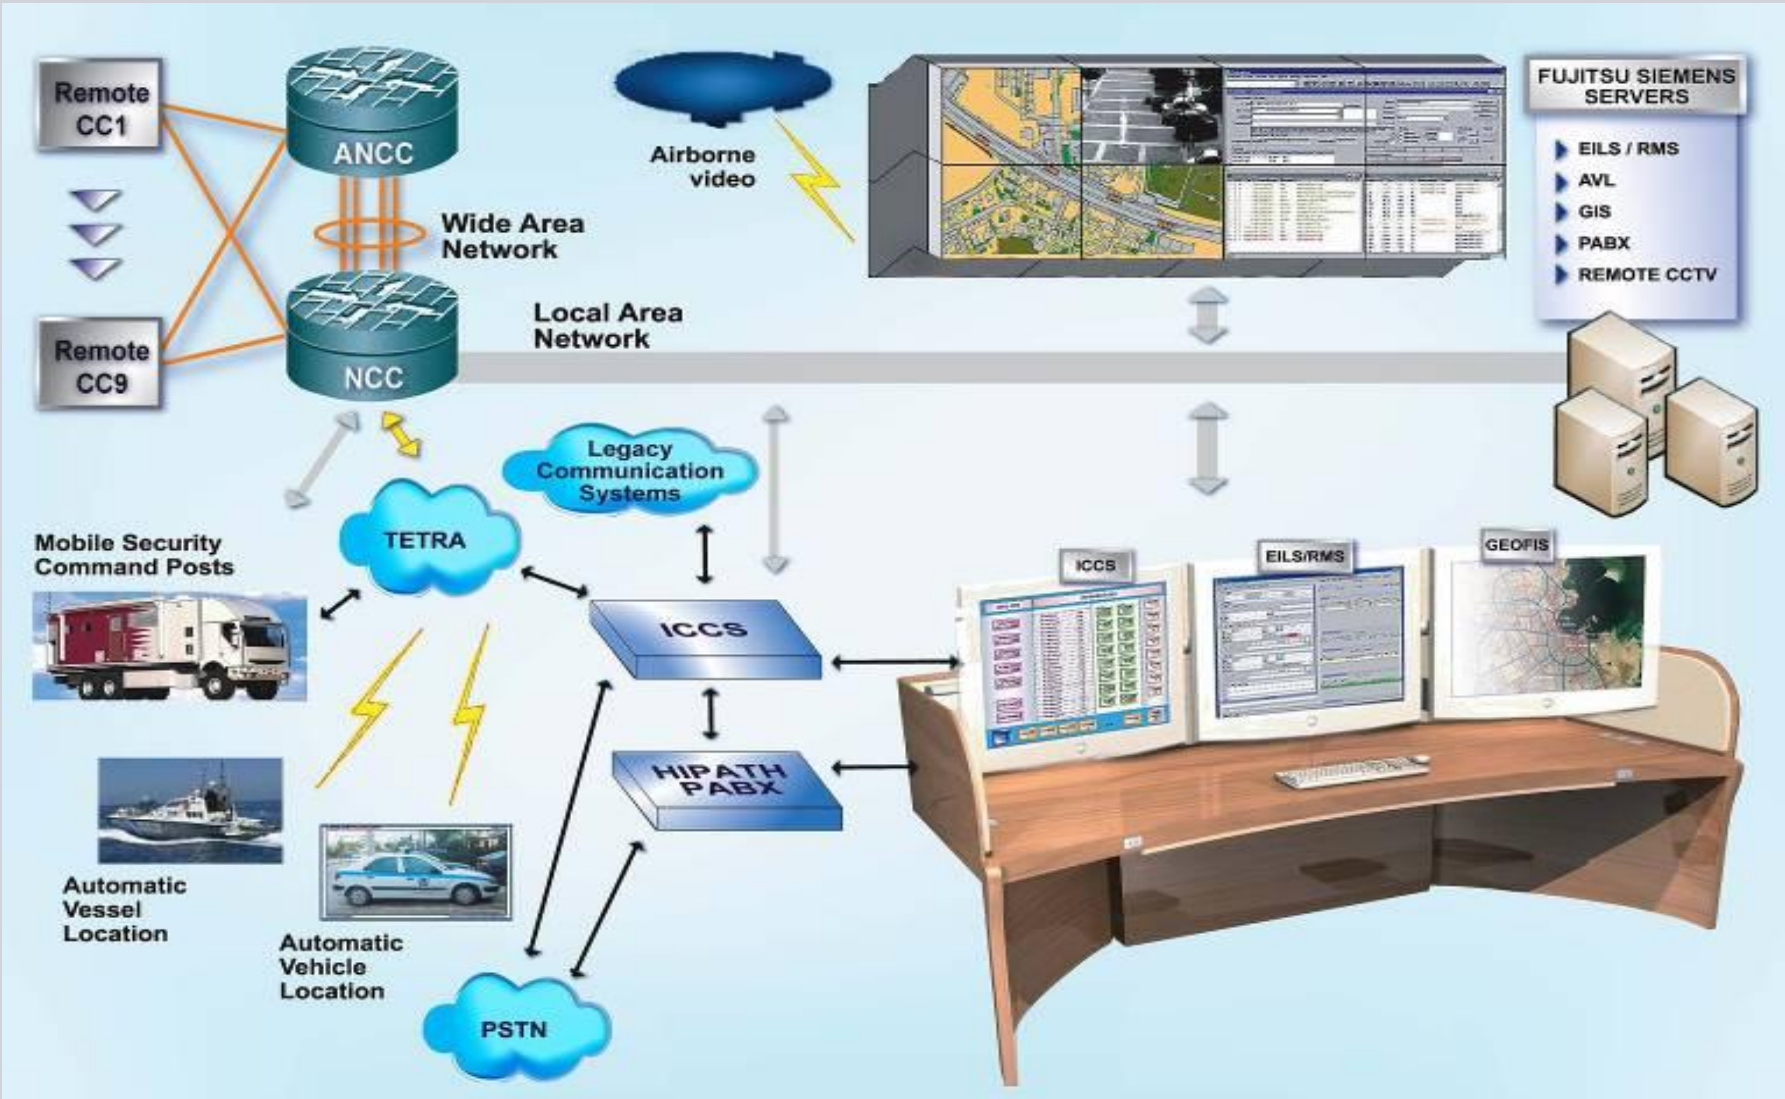 Remote
CC1
ANCC
Wide Area
Network
Remote
CC9
NCC
Local Area
Network
Airborne
video
FUJITSU SIEMENS
SERVERS
EILS / RMS
AVL
GIS
PABX
REMOTE CCTV
Legacy
Communication
Systems
TETRA
Mobile Security
Command Posts
ICCS
HIPATH
PABX
ICCS
EILS/RMS
GEOFIS
Automatic
Vessel
Location
Automatic
Vehicle
Location
PSTN